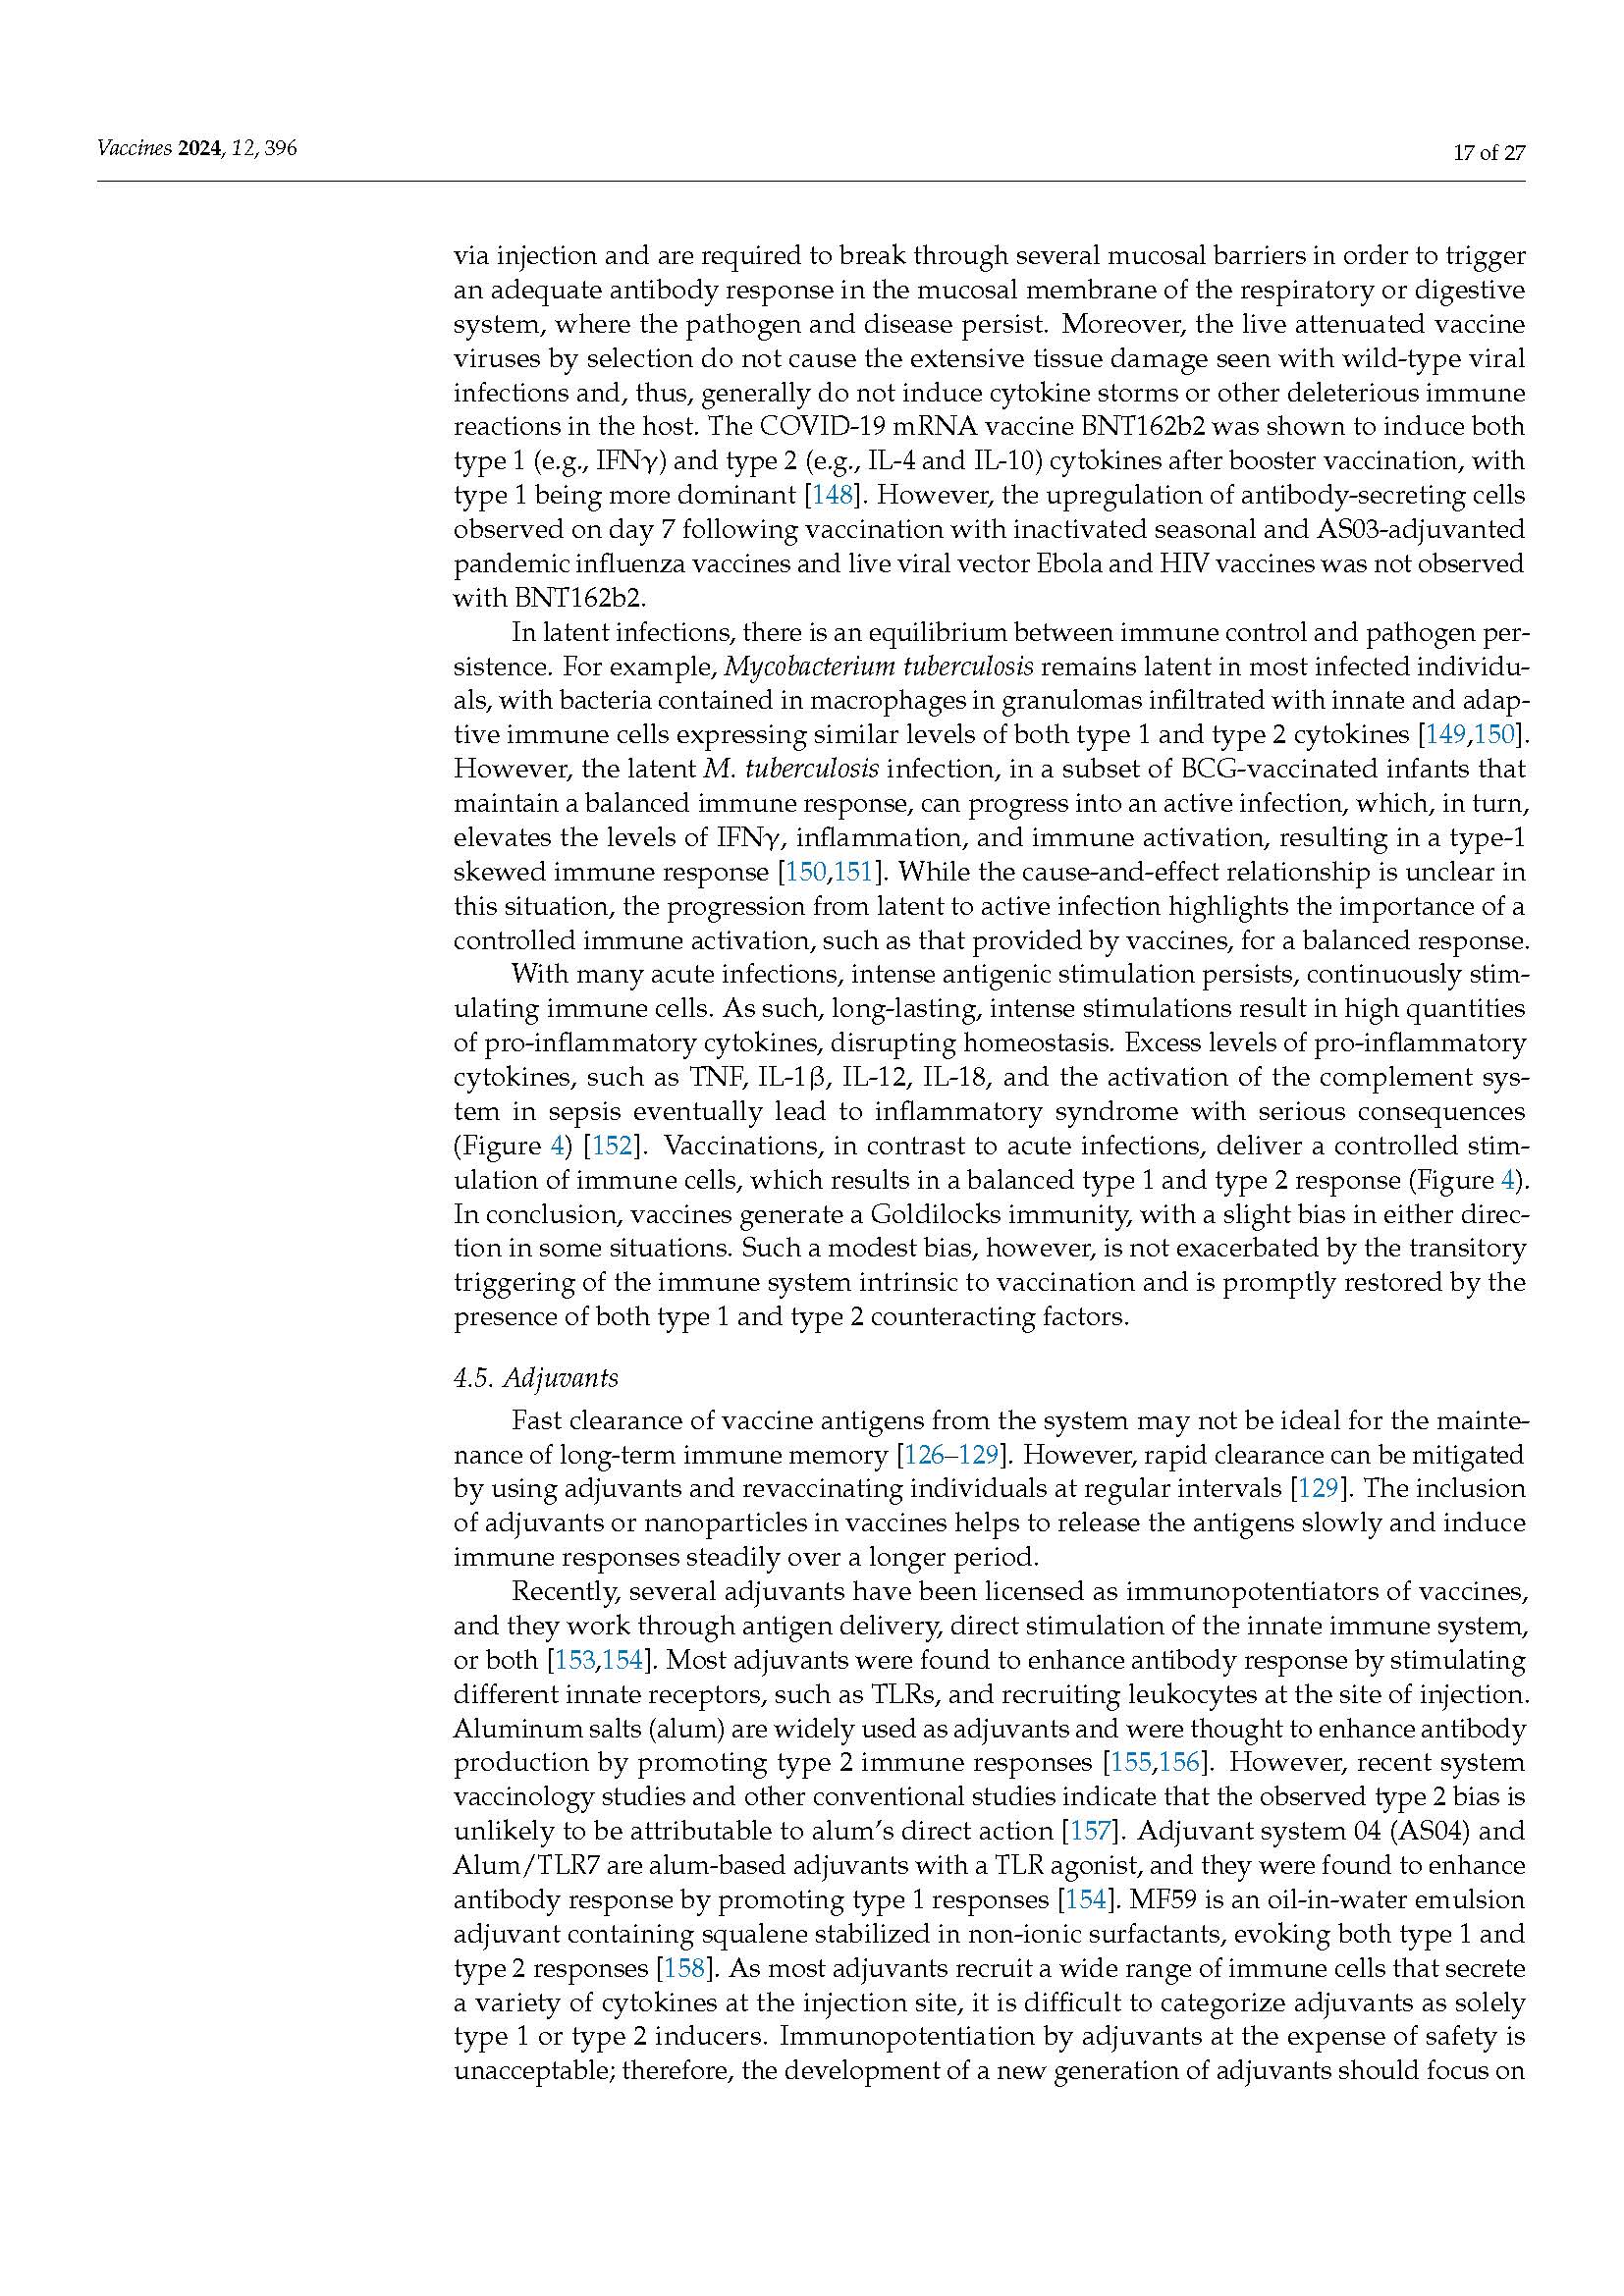 Vaccines 2024, 12, 396
17 of 27
via injection and are required to break through several mucosal barriers in order to trigger
an adequate antibody response in the mucosal membrane of the respiratory or digestive
system, where the pathogen and disease persist. Moreover, the live attenuated vaccine
viruses by selection do not cause the extensive tissue damage seen with wild-type viral
infections and, thus, generally do not induce cytokine storms or other deleterious immune
reactions in the host. The COVID-19 mRNA vaccine BNT162b2 was shown to induce both
type 1 (e.g., IFNγ) and type 2 (e.g., IL-4 and IL-10) cytokines after booster vaccination, with
type 1 being more dominant [148]. However, the upregulation of antibody-secreting cells
observed on day 7 following vaccination with inactivated seasonal and AS03-adjuvanted
pandemic influenza vaccines and live viral vector Ebola and HIV vaccines was not observed
with BNT162b2.
In latent infections, there is an equilibrium between immune control and pathogen per-
sistence. For example, Mycobacterium tuberculosis remains latent in most infected individu-
als, with bacteria contained in macrophages in granulomas infiltrated with innate and adap-
tive immune cells expressing similar levels of both type 1 and type 2 cytokines [149,150].
However, the latent M. tuberculosis infection, in a subset of BCG-vaccinated infants that
maintain a balanced immune response, can progress into an active infection, which, in turn,
elevates the levels of IFNγ, inflammation, and immune activation, resulting in a type-1
skewed immune response [150,151]. While the cause-and-effect relationship is unclear in
this situation, the progression from latent to active infection highlights the importance of a
controlled immune activation, such as that provided by vaccines, for a balanced response.
With many acute infections, intense antigenic stimulation persists, continuously stim-
ulating immune cells. As such, long-lasting, intense stimulations result in high quantities
of pro-inflammatory cytokines, disrupting homeostasis. Excess levels of pro-inflammatory
cytokines, such as TNF, IL-1β, IL-12, IL-18, and the activation of the complement sys-
tem in sepsis eventually lead to inflammatory syndrome with serious consequences
(Figure 4) [152]. Vaccinations, in contrast to acute infections, deliver a controlled stim-
ulation of immune cells, which results in a balanced type 1 and type 2 response (Figure 4).
In conclusion, vaccines generate a Goldilocks immunity, with a slight bias in either direc-
tion in some situations. Such a modest bias, however, is not exacerbated by the transitory
triggering of the immune system intrinsic to vaccination and is promptly restored by the
presence of both type 1 and type 2 counteracting factors.
4.5. Adjuvants
Fast clearance of vaccine antigens from the system may not be ideal for the mainte-
nance of long-term immune memory [126–129]. However, rapid clearance can be mitigated
by using adjuvants and revaccinating individuals at regular intervals [129]. The inclusion
of adjuvants or nanoparticles in vaccines helps to release the antigens slowly and induce
immune responses steadily over a longer period.
Recently, several adjuvants have been licensed as immunopotentiators of vaccines,
and they work through antigen delivery, direct stimulation of the innate immune system,
or both [153,154]. Most adjuvants were found to enhance antibody response by stimulating
different innate receptors, such as TLRs, and recruiting leukocytes at the site of injection.
Aluminum salts (alum) are widely used as adjuvants and were thought to enhance antibody
production by promoting type 2 immune responses [155,156]. However, recent system
vaccinology studies and other conventional studies indicate that the observed type 2 bias is
unlikely to be attributable to alum's direct action [157]. Adjuvant system 04 (AS04) and
Alum/TLR7 are alum-based adjuvants with a TLR agonist, and they were found to enhance
antibody response by promoting type 1 responses [154]. MF59 is an oil-in-water emulsion
adjuvant containing squalene stabilized in non-ionic surfactants, evoking both type 1 and
type 2 responses [158]. As most adjuvants recruit a wide range of immune cells that secrete
a variety of cytokines at the injection site, it is difficult to categorize adjuvants as solely
type 1 or type 2 inducers. Immunopotentiation by adjuvants at the expense of safety is
unacceptable; therefore, the development of a new generation of adjuvants should focus on